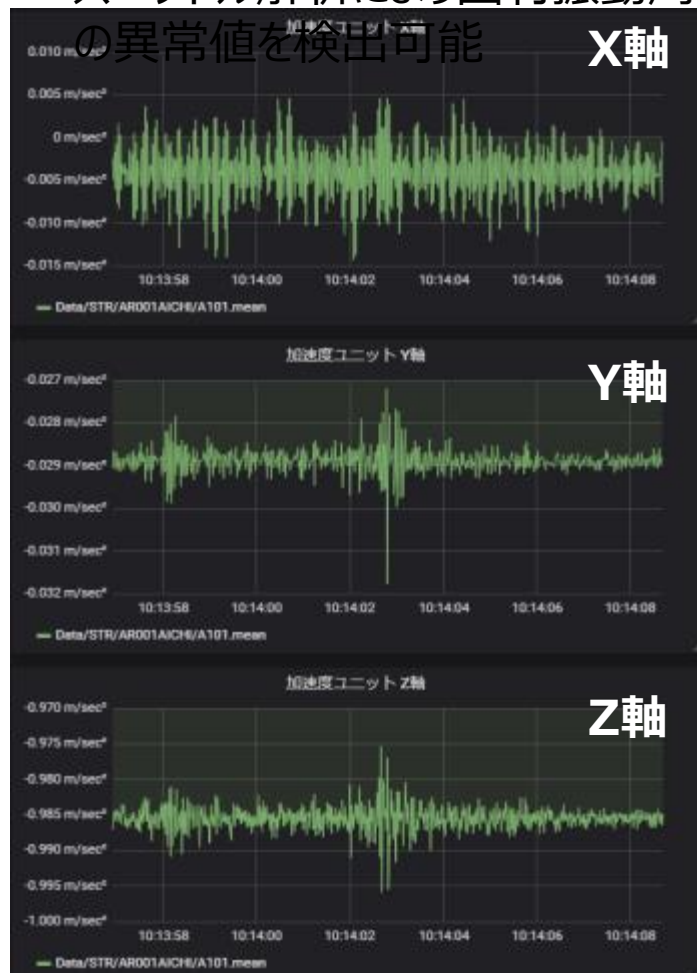 の異常値を検出可能
X軸
0.010 m/sec²
0.005 m/sec²
0 m/sec²
-0.005 m/sec²
-0.010 m/sec²
-0.015 m/sec²
10:13:58 10:14:00 10:14:02 10:14:04 10:14:06 10:14:08
Data/STR/AR001AICHI/A101.mean
加速度ユニット Y軸
Y軸
-0.027 m/sec²
-0.028 m/sec²
-0.029 m/sec²
-0.030 m/sec²
-0.031 m/sec²
-0.032 m/sec²
10:13:58 10:14:00 10:14:02 10:14:04 10:14:06 10:14:08
Data/STR/AR001AICHI/A101.mean
加速度ユニット Z軸
Z軸
-0.970 m/sec²
-0.975 m/sec²
-0.980 m/sec²
-0.985 m/sec²
-0.990 m/sec²
-0.995 m/sec²
-1.000 m/sec²
10:13:58 10:14:00 10:14:02 10:14:04 10:14:06 10:14:08
Data/STR/AR001AICHI/A101.mean